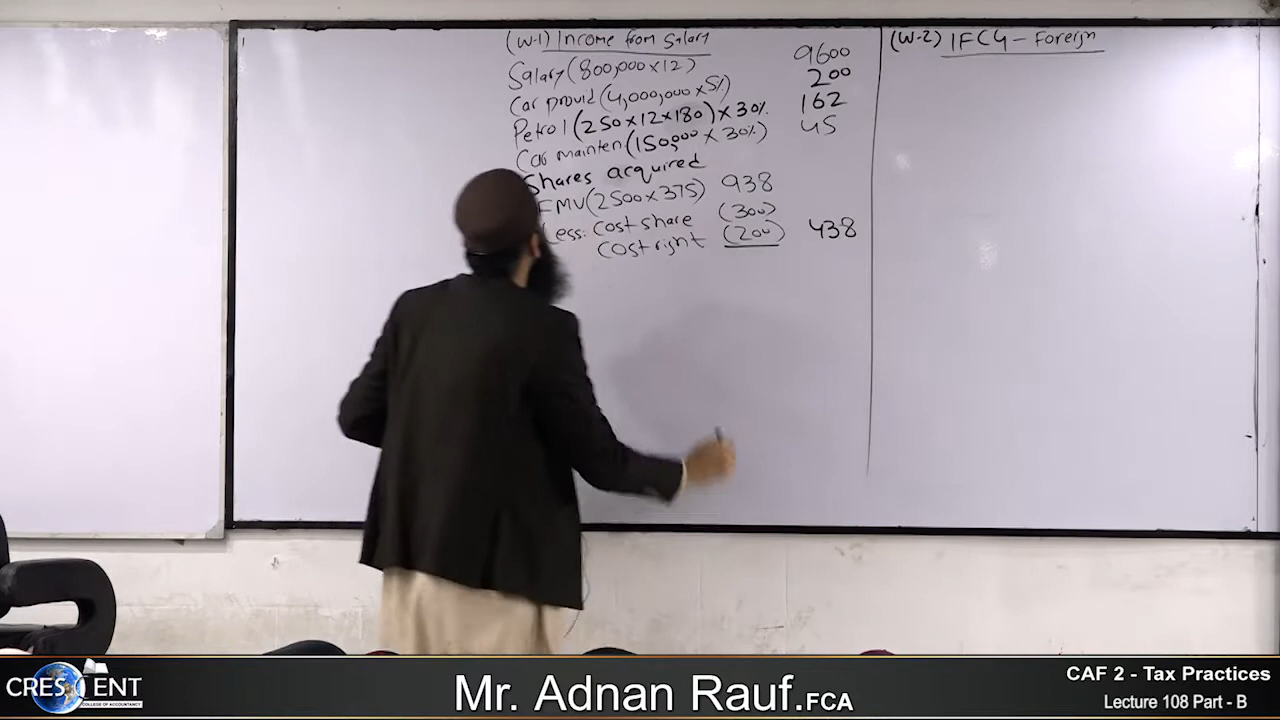 (W-1) Income from Salary
Salary (800,000×12) 9600
Car provid (4,000,000×5%) 200
Petrol (250×12×180)×30% 162
Car mainten (150,000×30%) 45
Shares acquired
FMV (2500×375) 938
Less: Cost share (300)
Cost right (200) 438
(W-2) IFCG - Foreign
CRESCENT
COLLEGE OF ACCOUNTANCY
Mr. Adnan Rauf.FCA
CAF 2 - Tax Practices
Lecture 108 Part - B